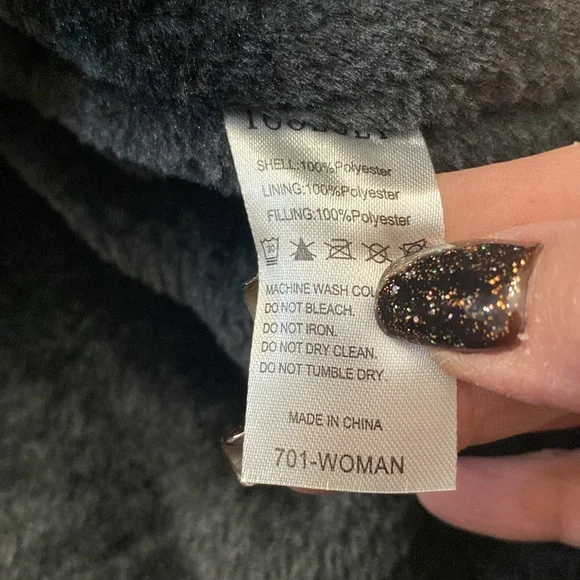 SHELL:100%Polyester
LINING:100%Polyester
FILLING:100%Polyester
30
MACHINE WASH
DO NOT BLEACH.
DO NOT IRON.
DO NOT DRY CLEAN.
DO NOT TUMBLE DRY.
MADE IN CHINA
701-WOMAN